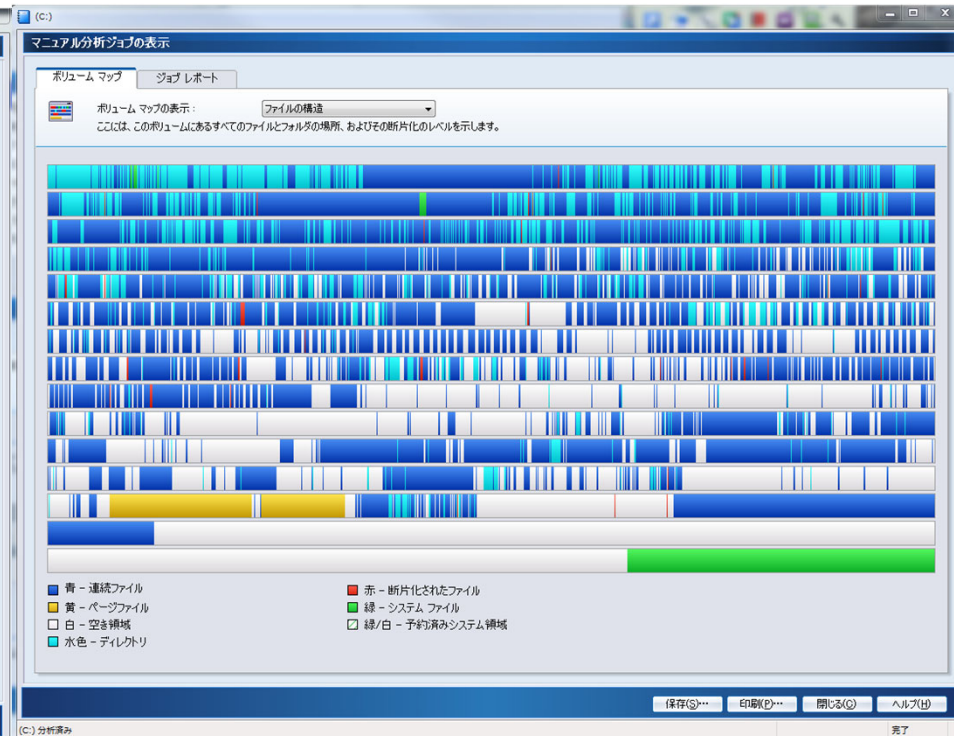 (C:)
マニュアル分析ジョブの表示
ボリューム マップ
ジョブ レポート
ボリューム マップの表示 :
ファイルの構造
ここには、このボリュームにあるすべてのファイルとフォルダの場所、およびその断片化のレベルを示します。
青 - 連続ファイル
赤 - 断片化されたファイル
黄 - ページファイル
緑 - システム ファイル
白 - 空き領域
緑/白 - 予約済みシステム領域
水色 - ディレクトリ
保存(S)...
印刷(P)...
閉じる(C)
ヘルプ(H)
(C:) 分析済み
完了